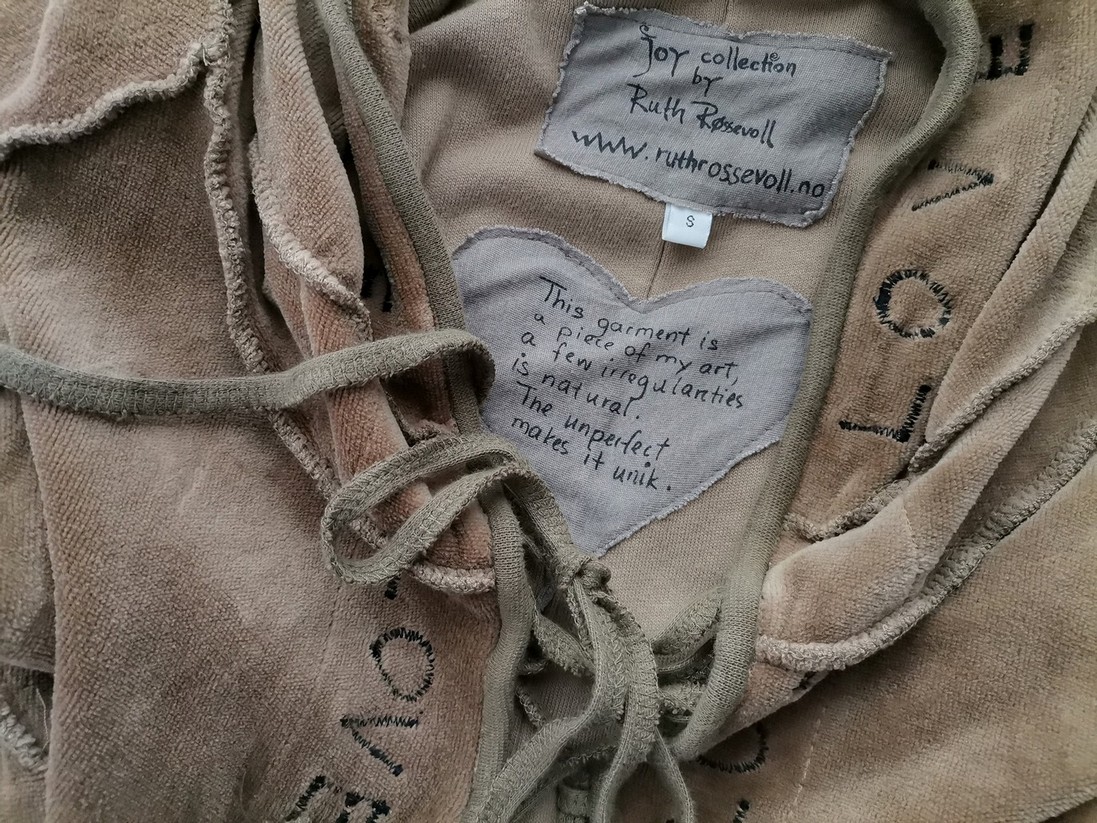 Joy collection
by
Ruth Røssevoll
www.ruthrossevoll.no
S
This garment is
a piece of my art,
a few irregularities
is natural.
The unperfect
makes it unik.
LOVE
LOVE